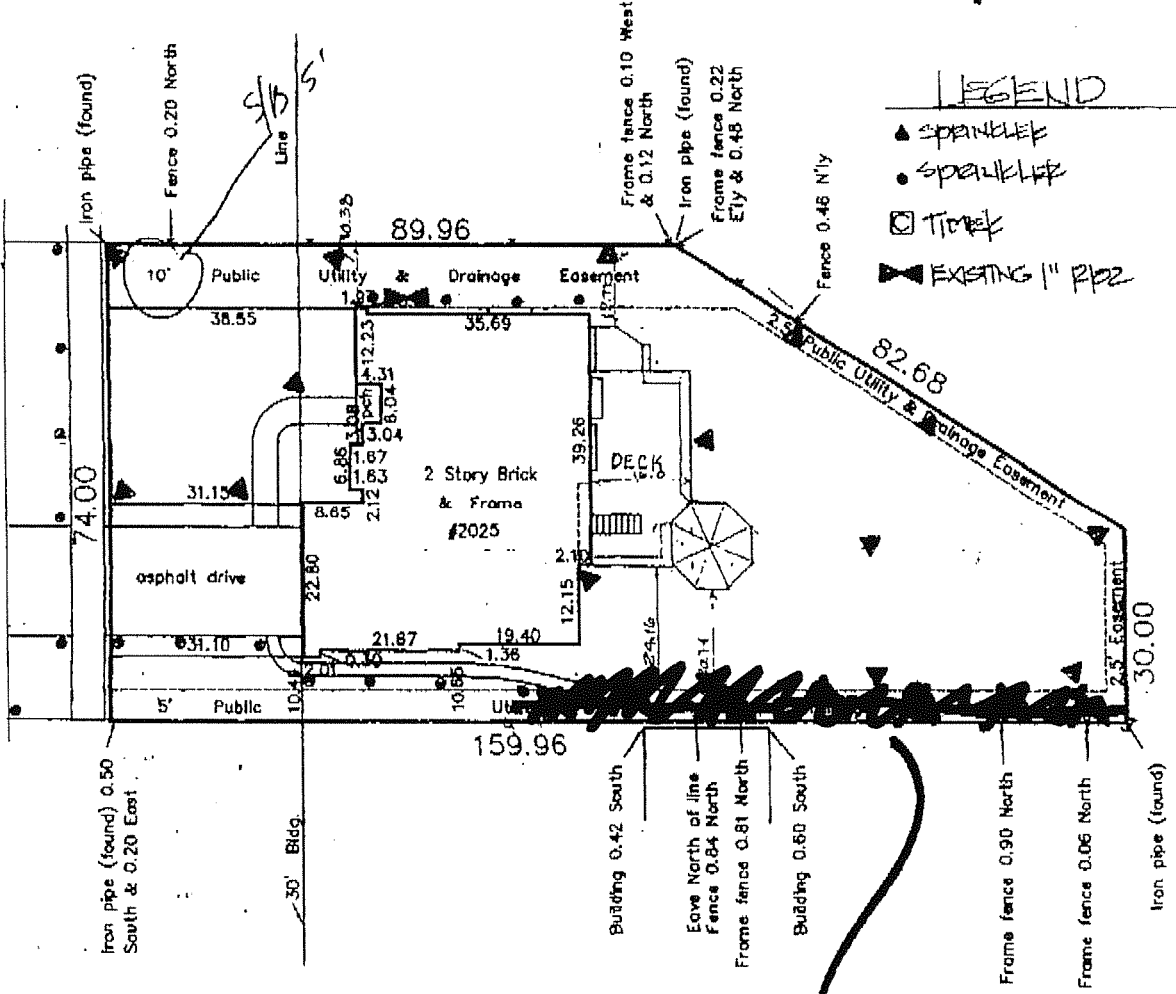 Iron pipe (found)
Fence 0.20 North
S/B 5'
Line
Frame fence 0.10 West
& 0.12 North
Iron pipe (found)
Frame fence 0.22
E'ly & 0.48 North
Fence 0.46 N'ly
LEGEND
SPRINKLER
SPRINKLER
TIMER
EXISTING 1" RPZ
89.96
10' Public Utility & Drainage Easement
38.55
35.69
12.23
4.31
pch
8.04
3.08
3.04
6.86
1.67
1.63
2.12
8.65
31.15
74.00
2 Story Brick
& Frame
#2025
39.26
DECK
82.68
2.5' Public Utility & Drainage Easement
asphalt drive
22.80
2.10
12.15
31.10
21.87
19.40
1.36
24.16
2.5' Easement
30.00
5' Public
159.96
Iron pipe (found) 0.50
South & 0.20 East
30'
Bldg.
Building 0.42 South
Eave North of line
Fence 0.84 North
Frame fence 0.81 North
Building 0.60 South
Frame fence 0.90 North
Frame fence 0.06 North
Iron pipe (found)